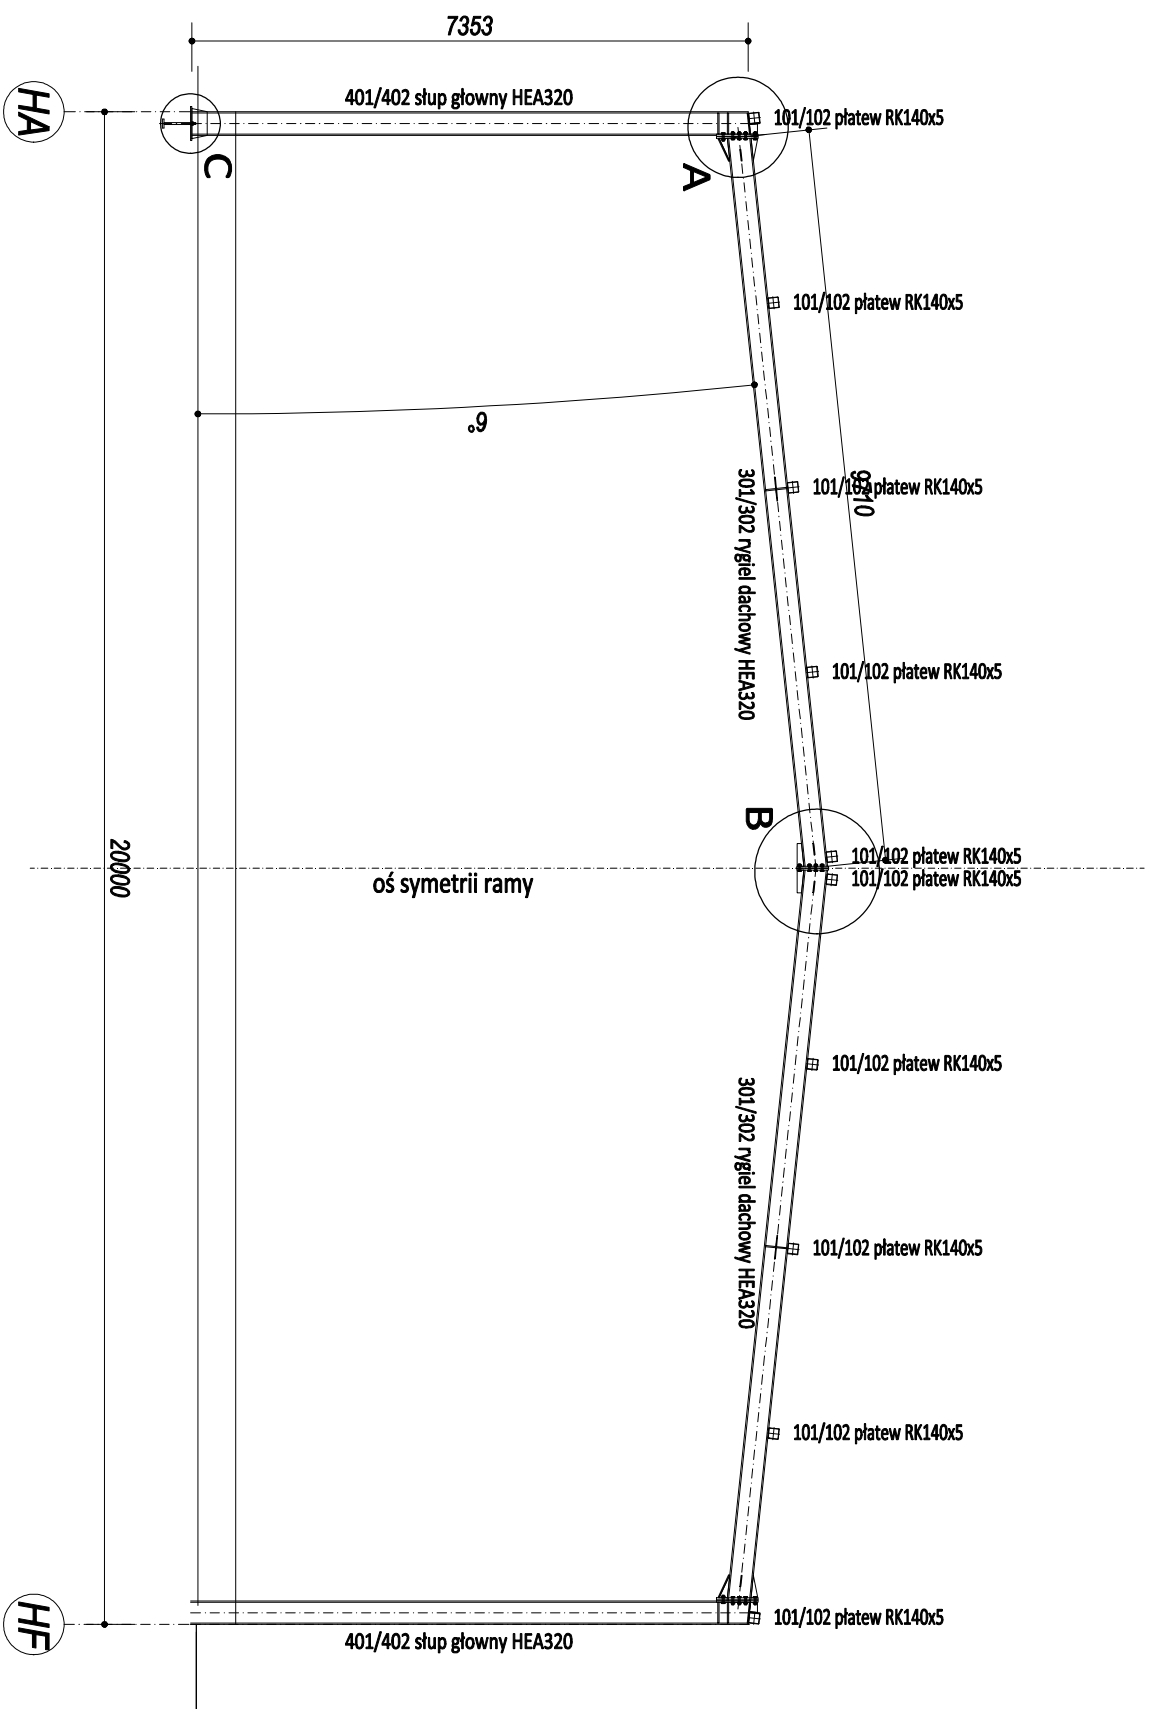 7353
HA
401/402 słup głowny HEA320
101/102 płatew RK140x5
C
A
101/102 płatew RK140x5
6°
101/102 płatew RK140x5
301/302 rygiel dachowy HEA320
101/102 płatew RK140x5
B
20000
oś symetrii ramy
101/102 płatew RK140x5
101/102 płatew RK140x5
101/102 płatew RK140x5
301/302 rygiel dachowy HEA320
101/102 płatew RK140x5
101/102 płatew RK140x5
HF
401/402 słup głowny HEA320
101/102 płatew RK140x5